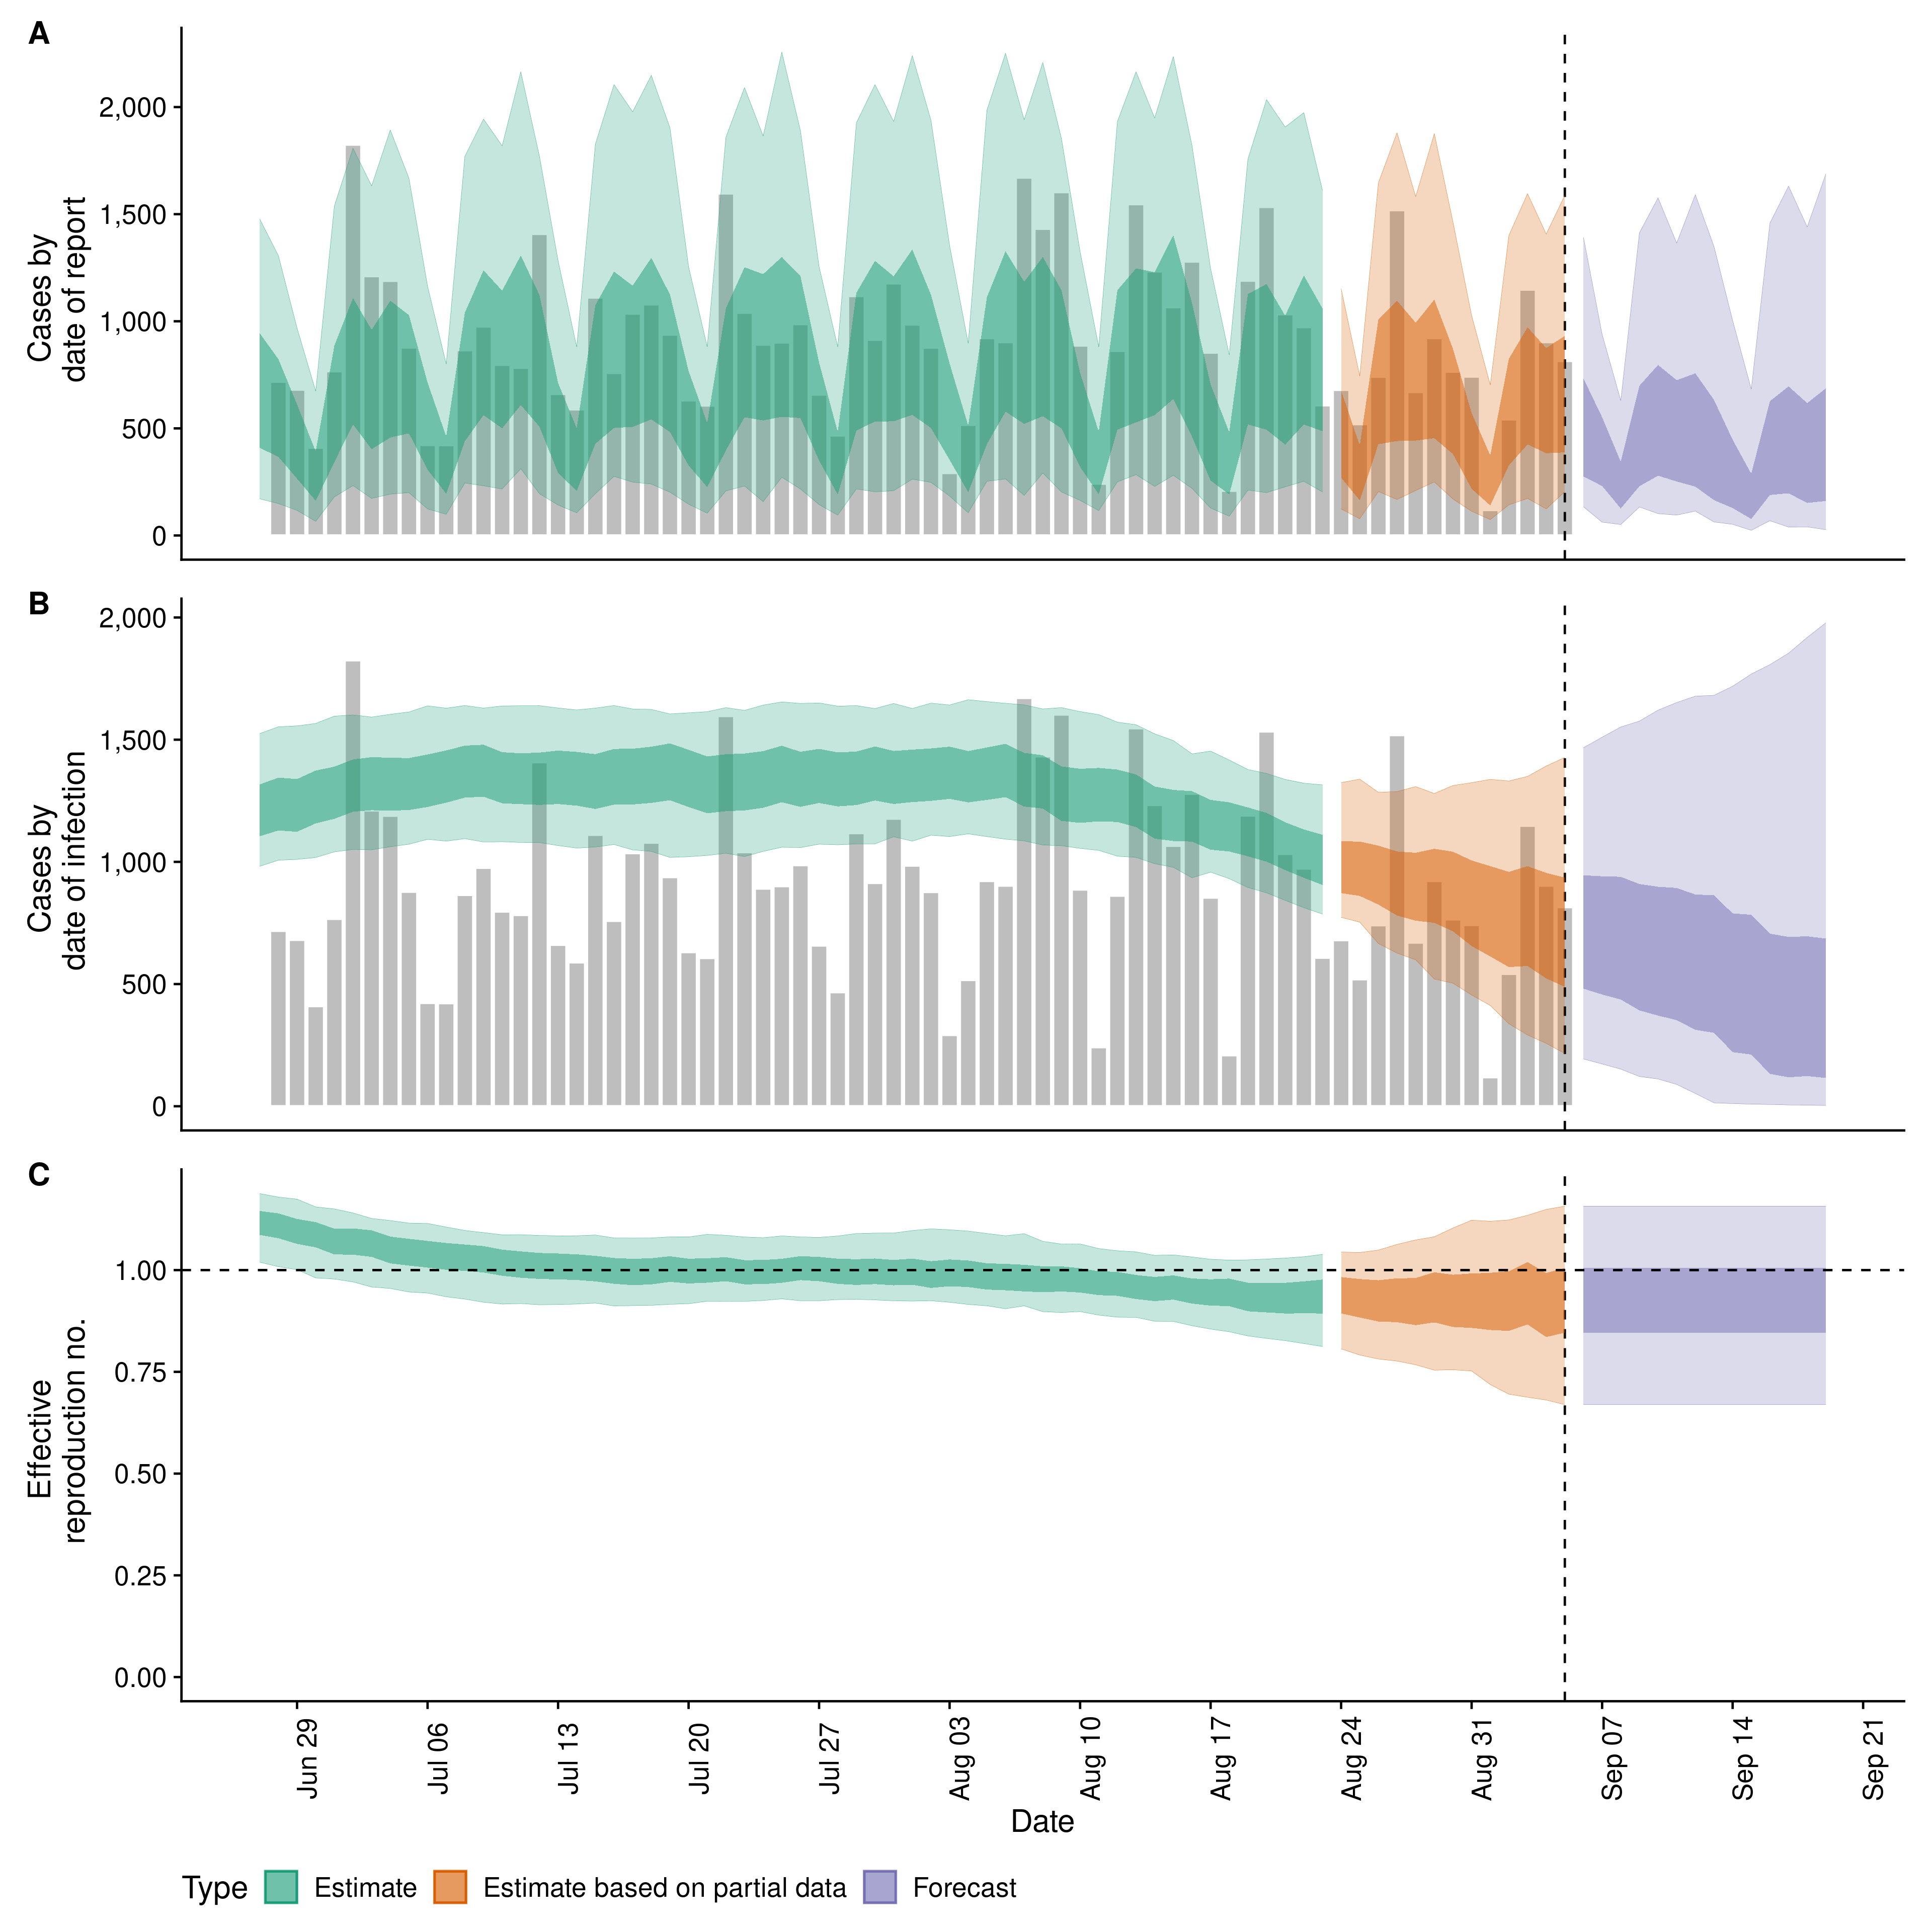 A
2,000
1,500
1,000
500
0
Cases by
date of report
B
2,000
1,500
1,000
500
0
Cases by
date of infection
C
1.00
0.75
0.50
0.25
0.00
Effective
reproduction no.
Jun 29
Jul 06
Jul 13
Jul 20
Jul 27
Aug 03
Aug 10
Aug 17
Aug 24
Aug 31
Sep 07
Sep 14
Sep 21
Date
Type Estimate Estimate based on partial data Forecast